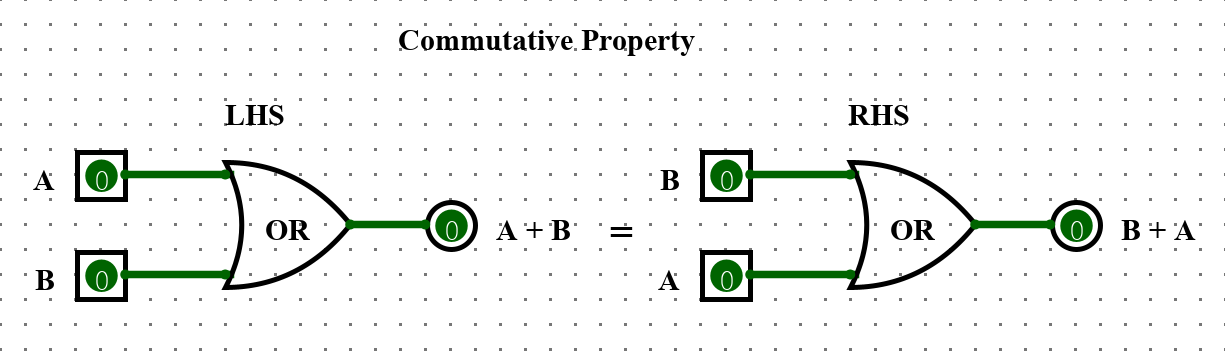 Commutative Property
LHS
RHS
A 0
B 0
OR
0 A + B
=
B 0
A 0
OR
0 B + A